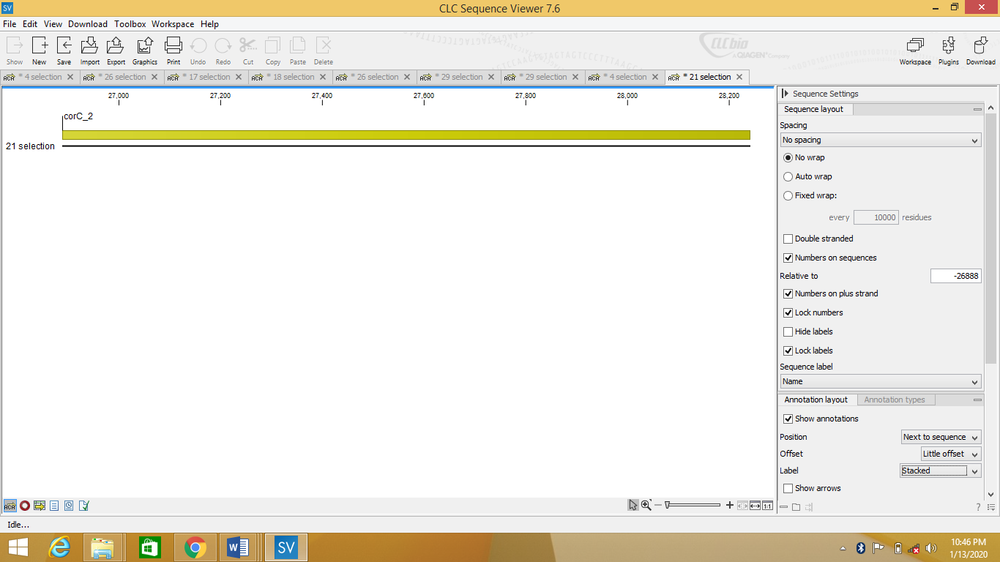 SV
CLC Sequence Viewer 7.6
File Edit View Download Toolbox Workspace Help
Show New Save Import Export Graphics Print Undo Redo Cut Copy Paste Delete
CLCbio
A QIAGEN Company
Workspace Plugins Download
* 4 selection * 26 selection * 17 selection * 18 selection * 26 selection * 29 selection * 29 selection * 4 selection * 21 selection
27,000 27,200 27,400 27,600 27,800 28,000 28,200
corC_2
21 selection
Sequence Settings
Sequence layout
Spacing
No spacing
No wrap
Auto wrap
Fixed wrap:
every 10000 residues
Double stranded
Numbers on sequences
Relative to -26888
Numbers on plus strand
Lock numbers
Hide labels
Lock labels
Sequence label
Name
Annotation layout Annotation types
Show annotations
Position Next to sequence
Offset Little offset
Label Stacked
Show arrows
1:1
?
Idle...
SV
10:46 PM
1/13/2020